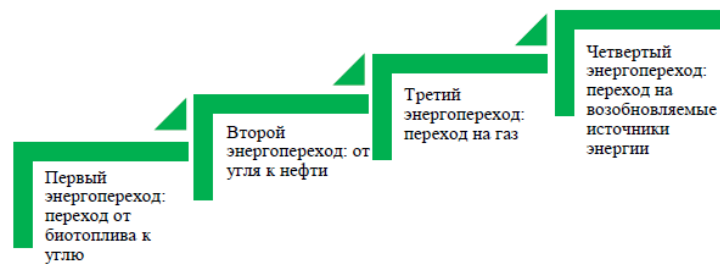 Первый
энергопереход:
переход от
биотоплива к
углю
Второй
энергопереход: от
угля к нефти
Третий
энергопереход:
переход на газ
Четвертый
энергопереход:
переход на
возобновляемые
источники
энергии